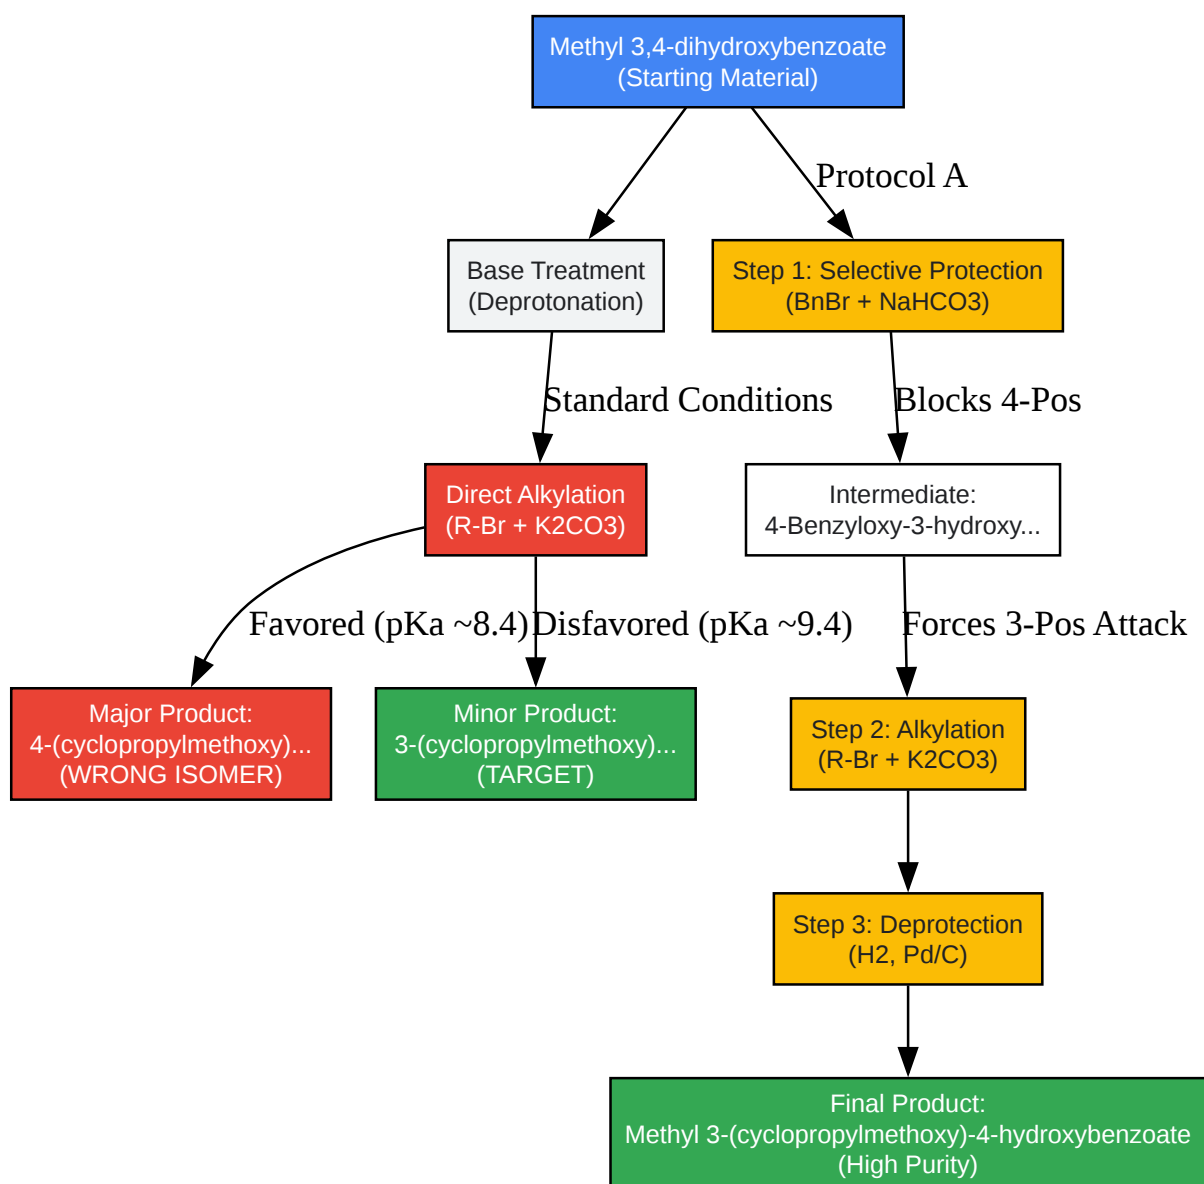 Methyl 3,4-dihydroxybenzoate
(Starting Material)
Protocol A
Base Treatment
(Deprotonation)
Step 1: Selective Protection
(BnBr + NaHCO3)
Standard Conditions
Blocks 4-Pos
Direct Alkylation
(R-Br + K2CO3)
Intermediate:
4-Benzyloxy-3-hydroxy...
Favored (pKa ~8.4)
Disfavored (pKa ~9.4)
Forces 3-Pos Attack
Major Product:
4-(cyclopropylmethoxy)...
(WRONG ISOMER)
Minor Product:
3-(cyclopropylmethoxy)...
(TARGET)
Step 2: Alkylation
(R-Br + K2CO3)
Step 3: Deprotection
(H2, Pd/C)
Final Product:
Methyl 3-(cyclopropylmethoxy)-4-hydroxybenzoate
(High Purity)